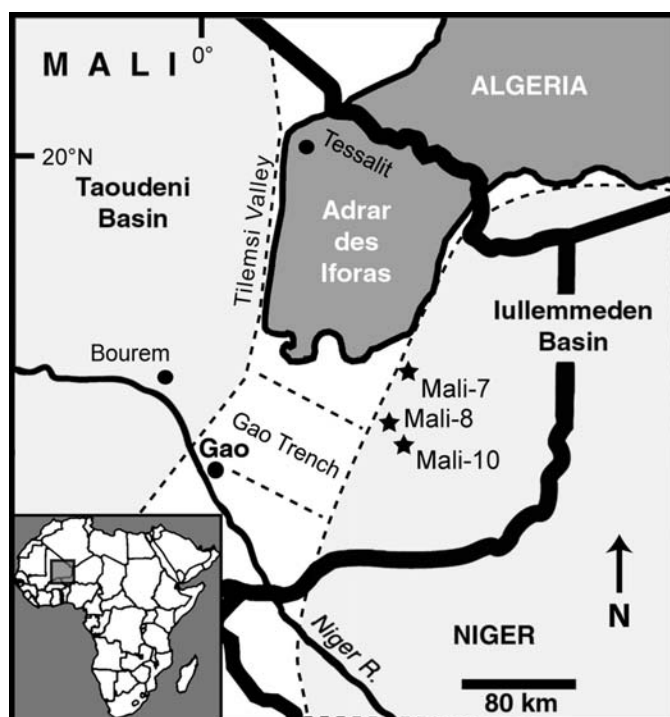 MALI
0°
ALGERIA
20°N
Tessalit
Taoudeni
Basin
Tilemsi Valley
Adrar
des
Iforas
Iullemmeden
Basin
Bourem
Mali-7
Mali-8
Gao Trench
Gao
Mali-10
N
Niger R.
NIGER
80 km